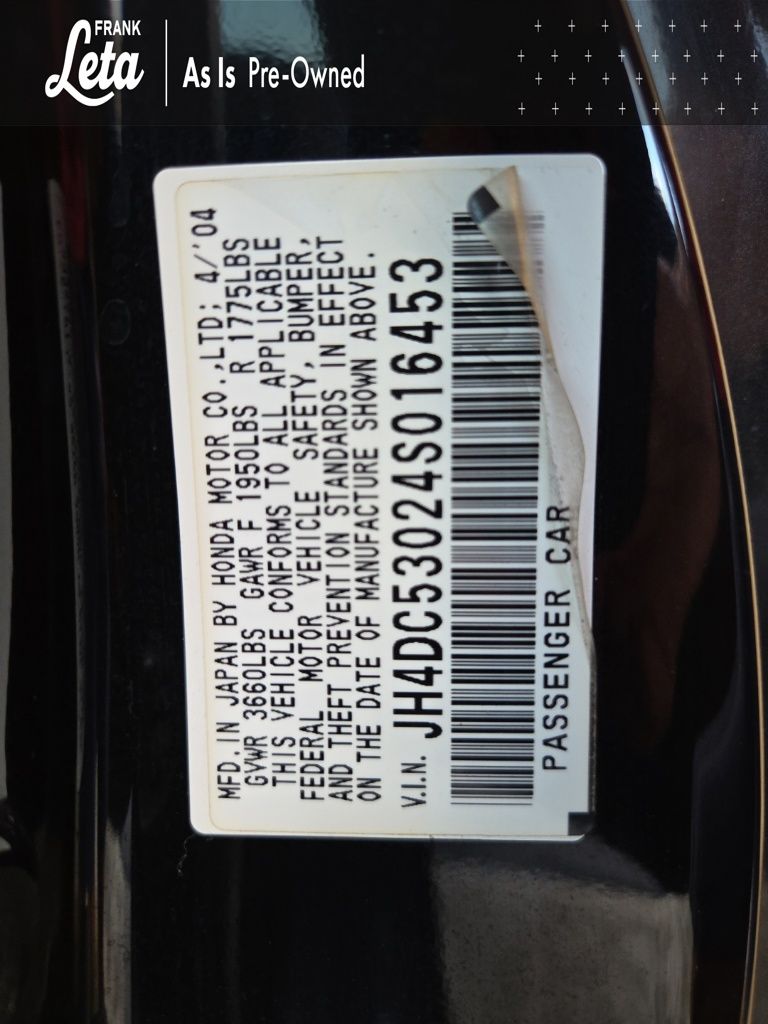 FRANK
Leta
As Is Pre-Owned
MFD. IN JAPAN BY HONDA MOTOR CO.,LTD; 4/'04
GVWR 3660LBS GAWR F 1950LBS R 1775LBS
THIS VEHICLE CONFORMS TO ALL APPLICABLE
FEDERAL MOTOR VEHICLE SAFETY, BUMPER,
AND THEFT PREVENTION STANDARDS IN EFFECT
ON THE DATE OF MANUFACTURE SHOWN ABOVE.
V.I.N. JH4DC53024S016453
PASSENGER CAR